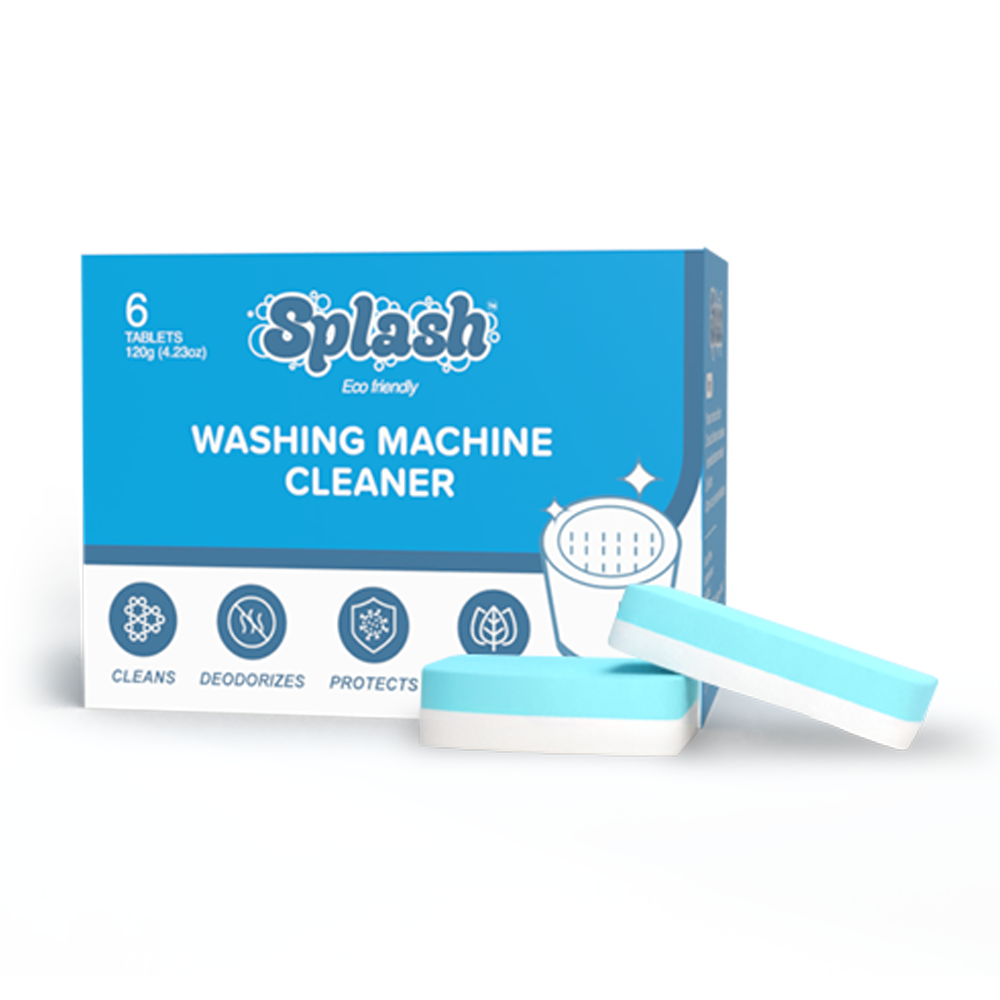 6
TABLETS
120g (4.23oz)
Splash
Eco friendly
WASHING MACHINE
CLEANER
CLEANS
DEODORIZES
PROTECTS